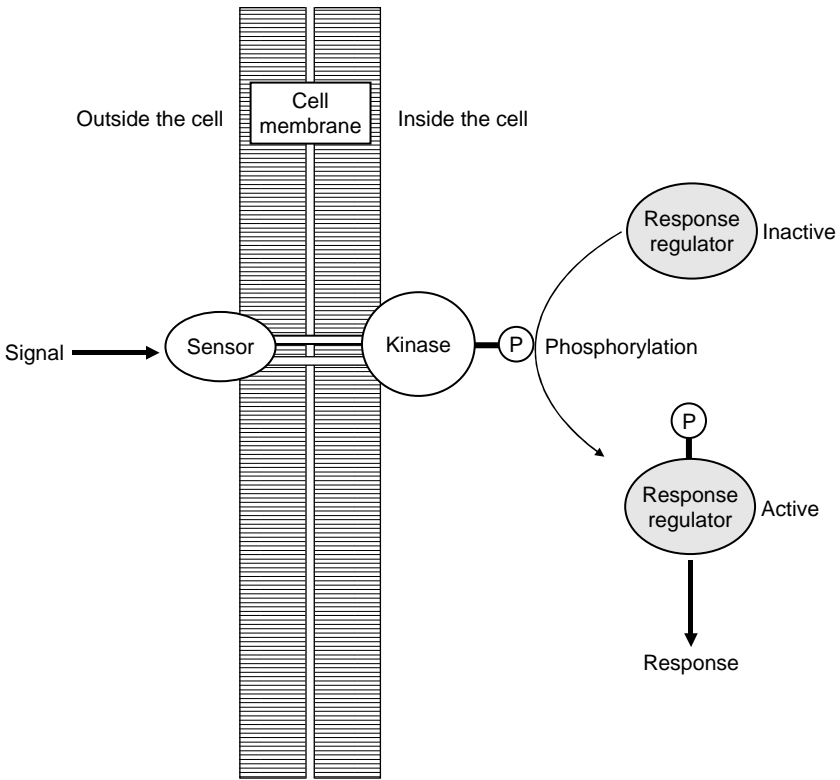 Outside the cell
Cell
membrane
Inside the cell
Response
regulator
Inactive
Signal
Sensor
Kinase
P
Phosphorylation
P
Response
regulator
Active
Response